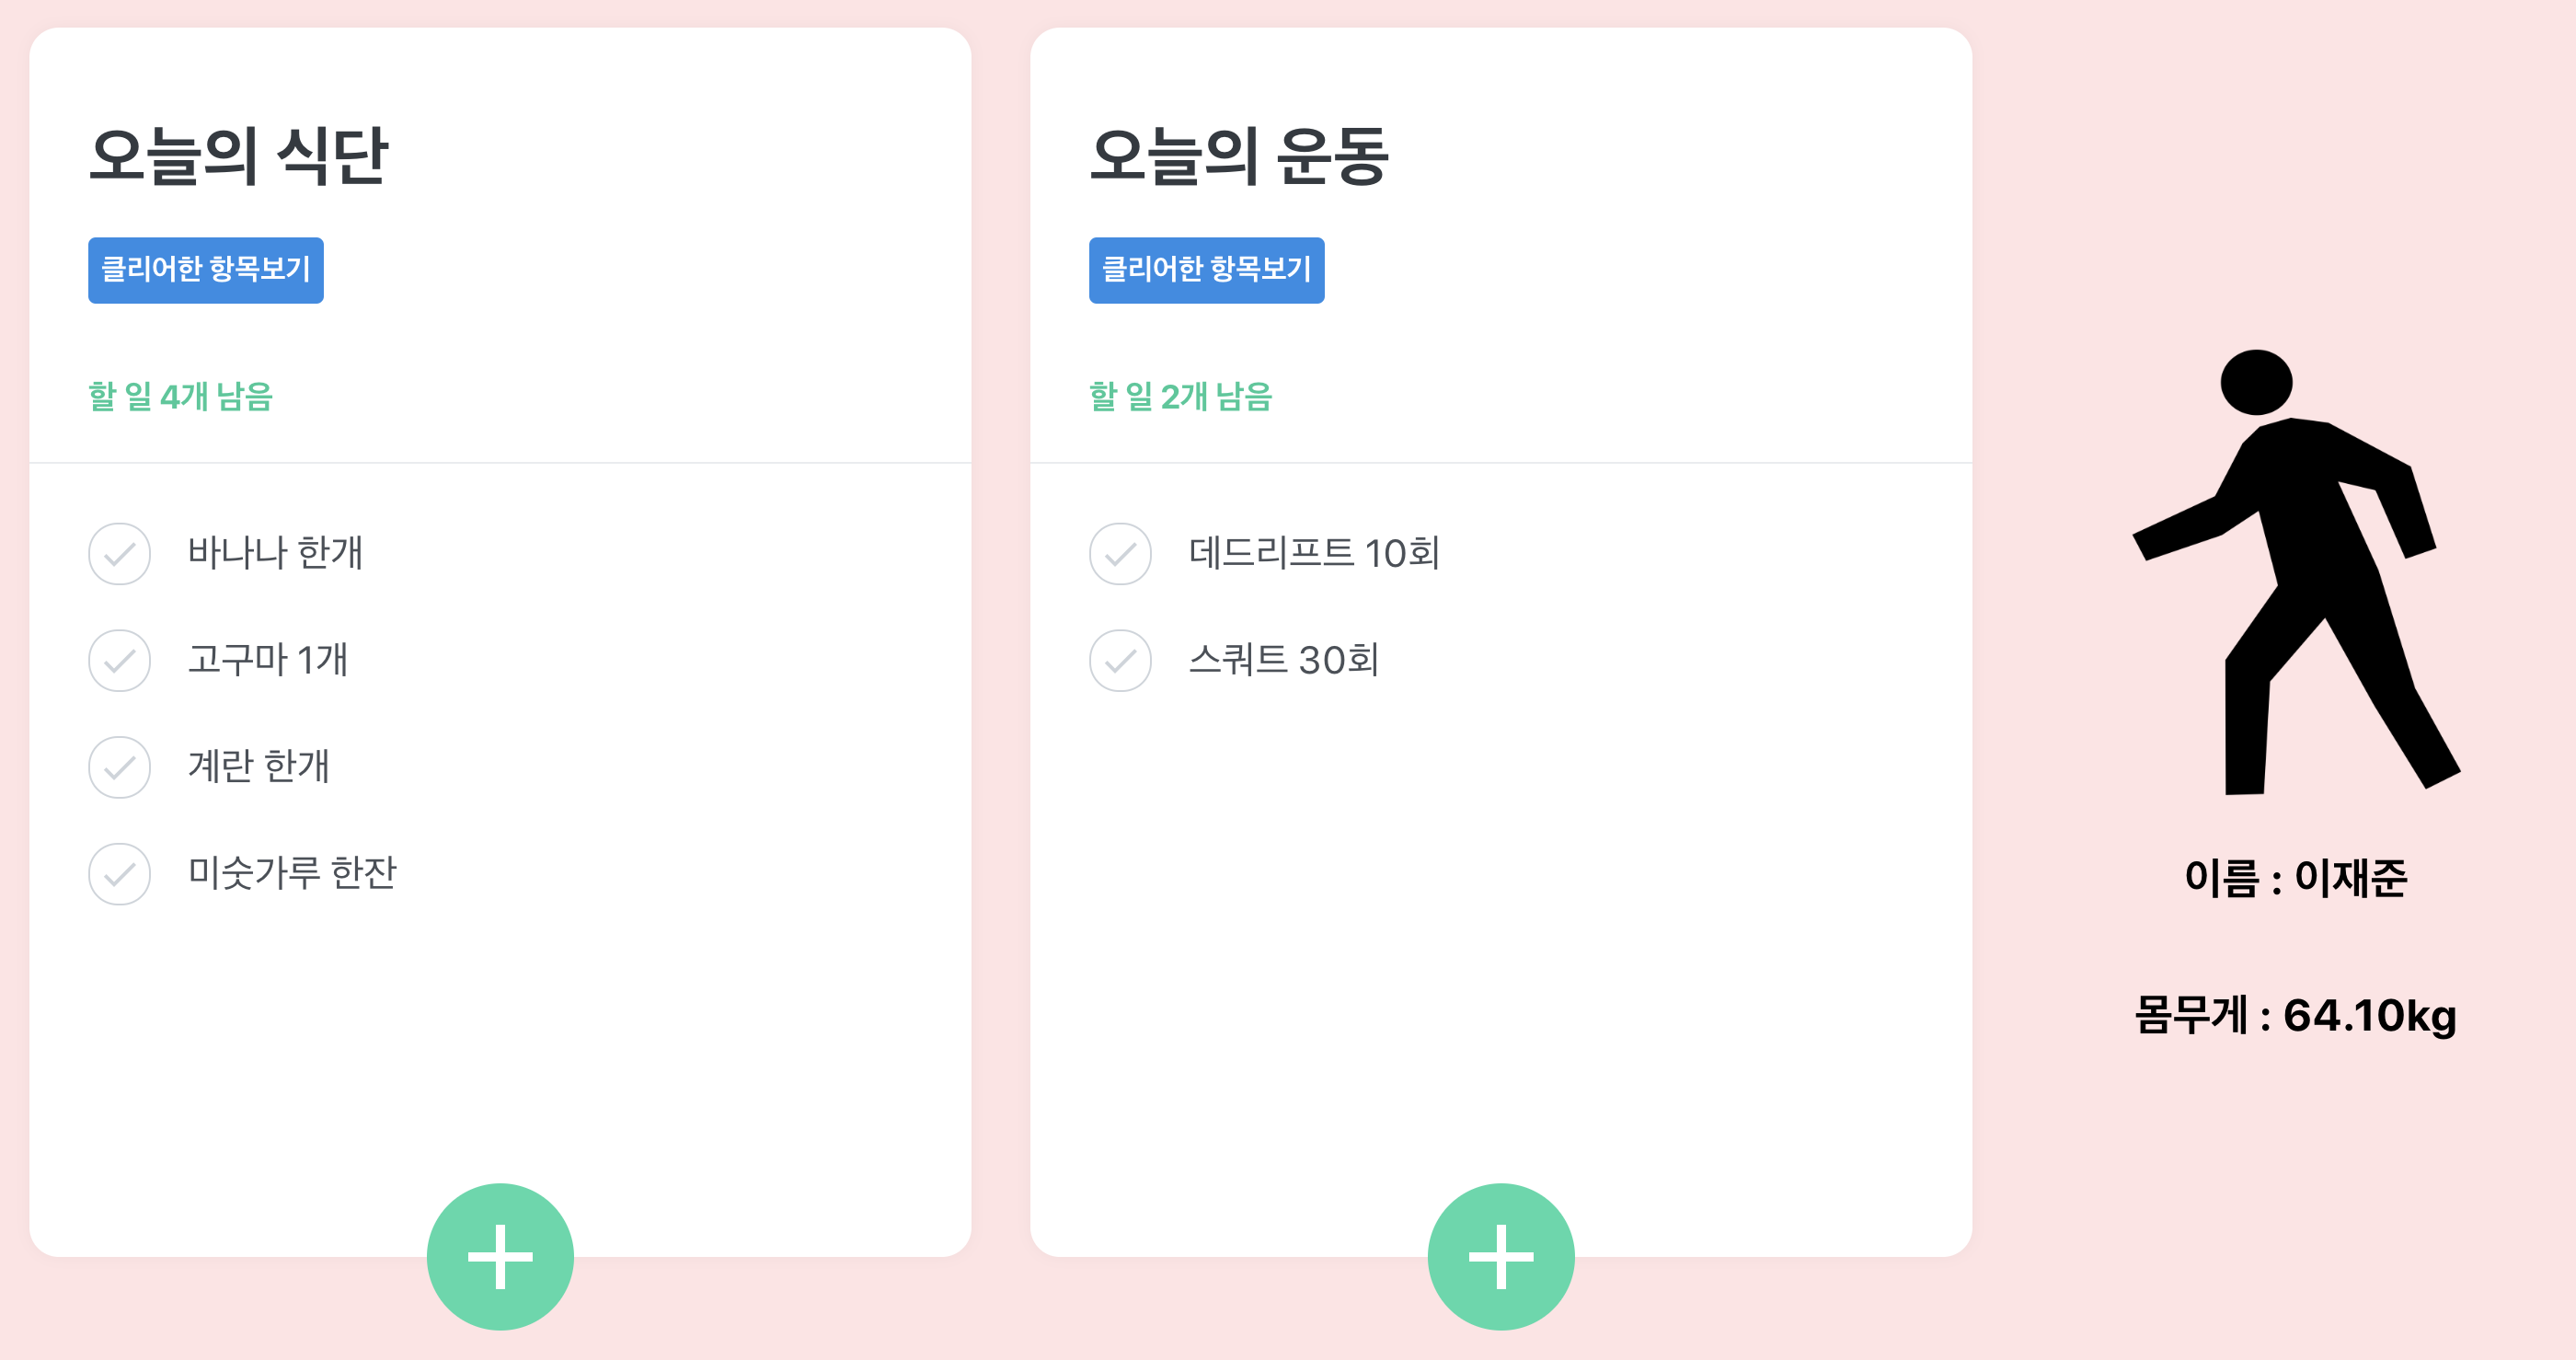 오늘의 식단
클리어한 항목보기
할 일 4개 남음
바나나 한개
고구마 1개
계란 한개
미숫가루 한잔
오늘의 운동
클리어한 항목보기
할 일 2개 남음
데드리프트 10회
스쿼트 30회
이름 : 이재준
몸무게 : 64.10kg